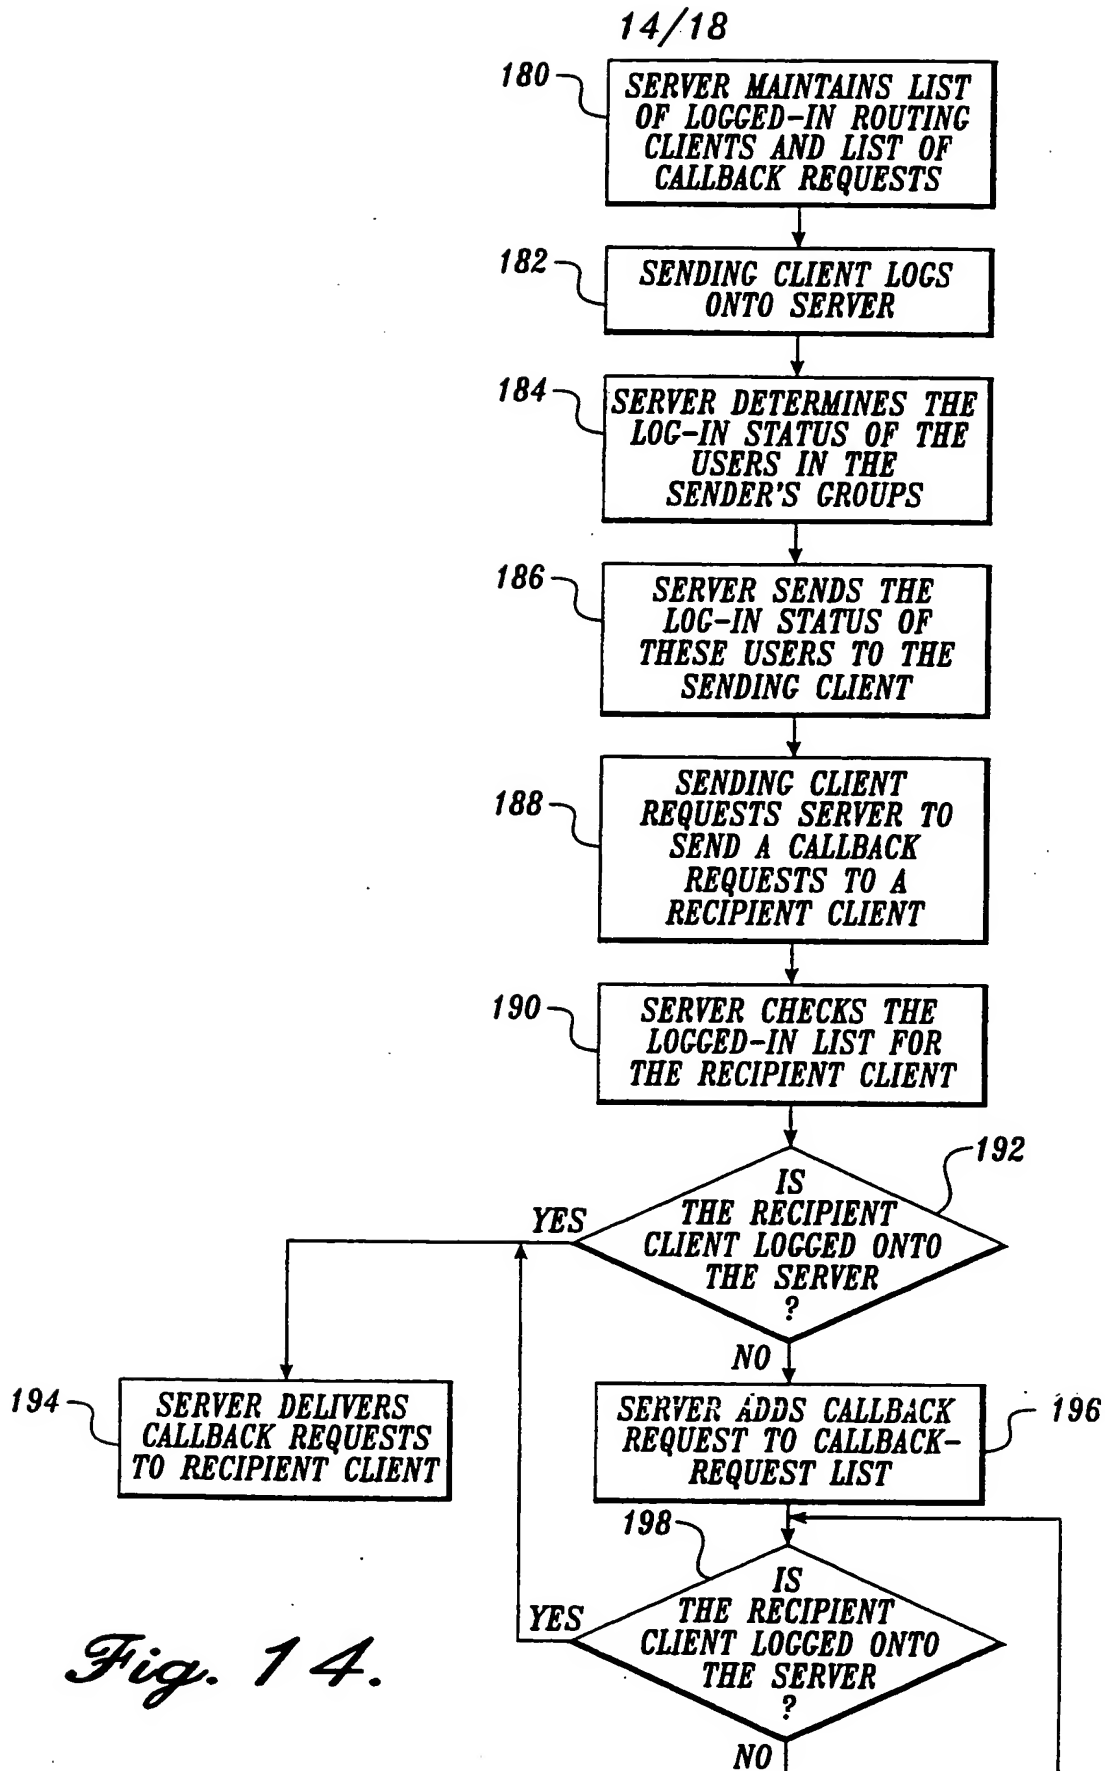 14/18
180
SERVER MAINTAINS LIST
OF LOGGED-IN ROUTING
CLIENTS AND LIST OF
CALLBACK REQUESTS
182
SENDING CLIENT LOGS
ONTO SERVER
184
SERVER DETERMINES THE
LOG-IN STATUS OF THE
USERS IN THE
SENDER'S GROUPS
186
SERVER SENDS THE
LOG-IN STATUS OF
THESE USERS TO THE
SENDING CLIENT
188
SENDING CLIENT
REQUESTS SERVER TO
SEND A CALLBACK
REQUESTS TO A
RECIPIENT CLIENT
190
SERVER CHECKS THE
LOGGED-IN LIST FOR
THE RECIPIENT CLIENT
192
IS
THE RECIPIENT
CLIENT LOGGED ONTO
THE SERVER
?
YES
NO
194
SERVER DELIVERS
CALLBACK REQUESTS
TO RECIPIENT CLIENT
196
SERVER ADDS CALLBACK
REQUEST TO CALLBACK-
REQUEST LIST
198
IS
THE RECIPIENT
CLIENT LOGGED ONTO
THE SERVER
?
YES
NO
Fig. 14.